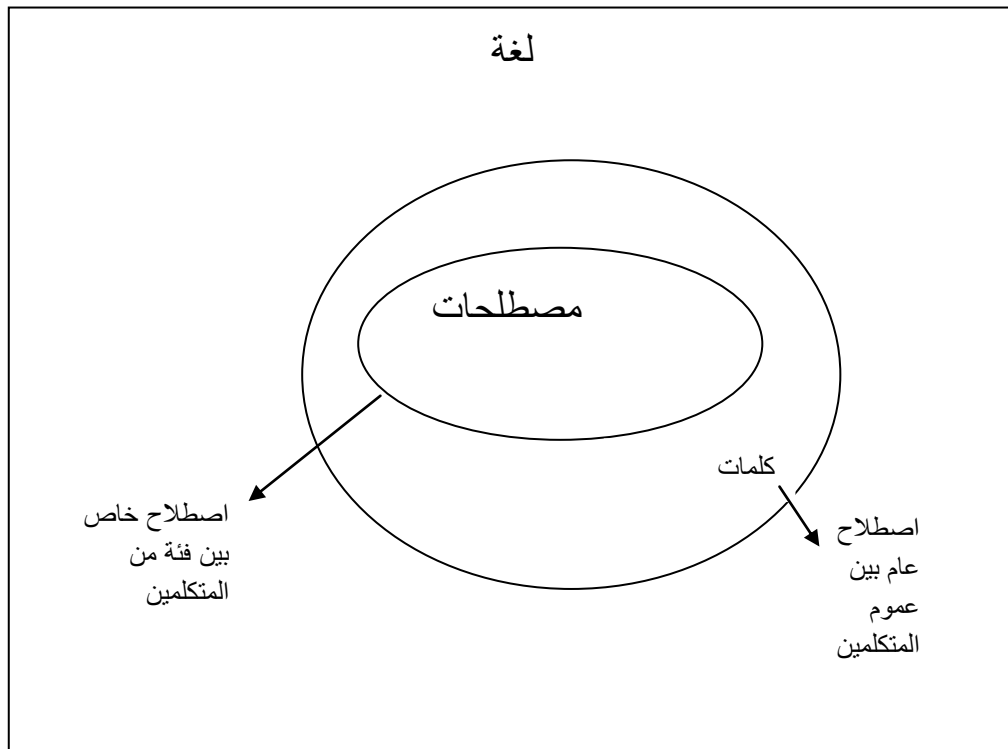 لغة
مصطلحات
كلمات
اصطلاح
عام بين
عموم
المتكلمين
اصطلاح خاص
بين فئة من
المتكلمين